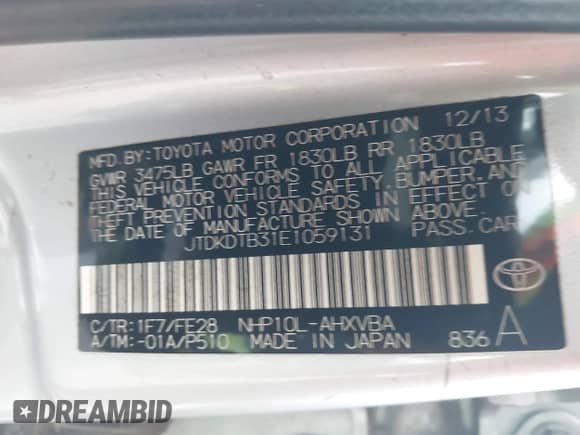 MFD.BY:TOYOTA MOTOR CORPORATION 12/13
GVWR 3475LB GAWR FR 1830LB RR 1830LB
THIS VEHICLE CONFORMS TO ALL APPLICABLE
FEDERAL MOTOR VEHICLE SAFETY,BUMPER,AND
THEFT PREVENTION STANDARDS IN EFFECT ON
THE DATE OF MANUFACTURE SHOWN ABOVE.
JTDKDTB31E1059131 PASS.CAR
C/TR:1F7/FE28 NHP10L-AHXVBA
A/TM:-01A/P510 MADE IN JAPAN 836 A
DREAMBID